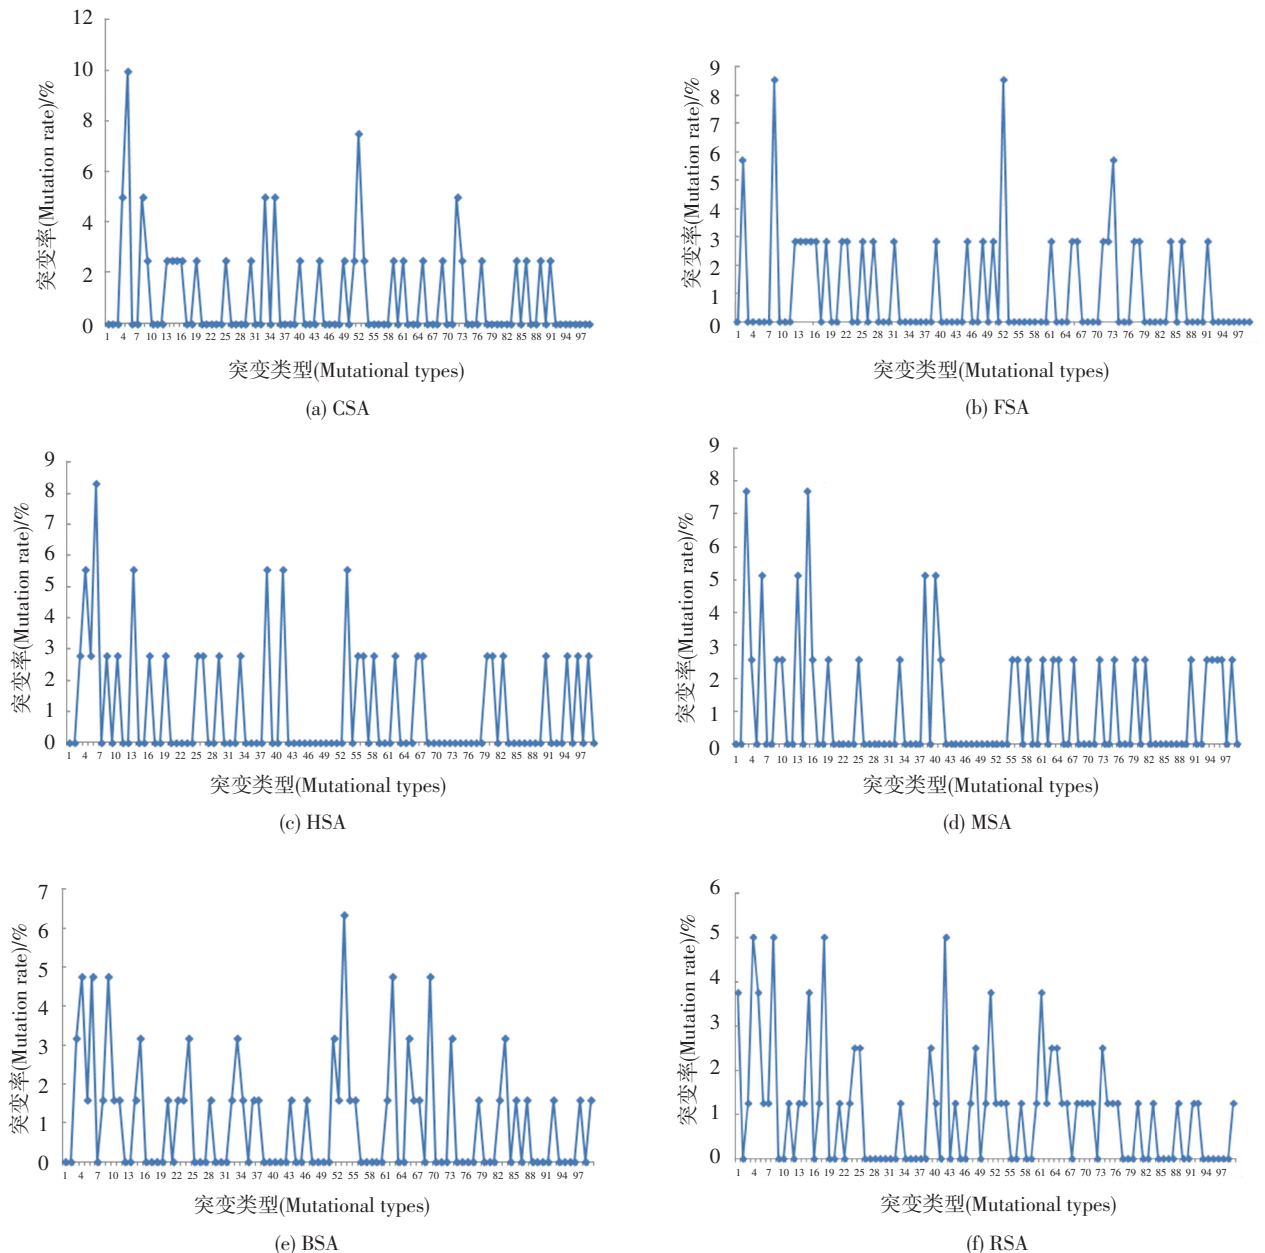 12
10
8
6
4
2
0
突变率(Mutation rate)/%
1 4 7 10 13 16 19 22 25 28 31 34 37 40 43 46 49 52 55 58 61 64 67 70 73 76 79 82 85 88 91 94 97
突变类型(Mutational types)
(a) CSA
9
8
7
6
5
4
3
2
1
0
突变率(Mutation rate)/%
1 4 7 10 13 16 19 22 25 28 31 34 37 40 43 46 49 52 55 58 61 64 67 70 73 76 79 82 85 88 91 94 97
突变类型(Mutational types)
(b) FSA
9
8
7
6
5
4
3
2
1
0
突变率(Mutation rate)/%
1 4 7 10 13 16 19 22 25 28 31 34 37 40 43 46 49 52 55 58 61 64 67 70 73 76 79 82 85 88 91 94 97
突变类型(Mutational types)
(c) HSA
9
8
7
6
5
4
3
2
1
0
突变率(Mutation rate)/%
1 4 7 10 13 16 19 22 25 28 31 34 37 40 43 46 49 52 55 58 61 64 67 70 73 76 79 82 85 88 91 94 97
突变类型(Mutational types)
(d) MSA
7
6
5
4
3
2
1
0
突变率(Mutation rate)/%
1 4 7 10 13 16 19 22 25 28 31 34 37 40 43 46 49 52 55 58 61 64 67 70 73 76 79 82 85 88 91 94 97
突变类型(Mutational types)
(e) BSA
6
5
4
3
2
1
0
突变率(Mutation rate)/%
1 4 7 10 13 16 19 22 25 28 31 34 37 40 43 46 49 52 55 58 61 64 67 70 73 76 79 82 85 88 91 94 97
突变类型(Mutational types)
(f) RSA